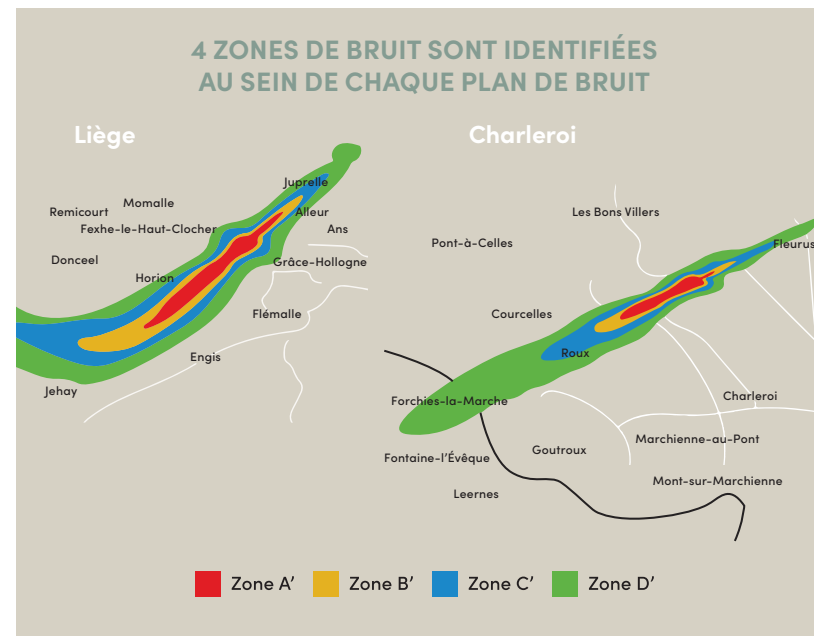 4 ZONES DE BRUIT SONT IDENTIFIÉES
AU SEIN DE CHAQUE PLAN DE BRUIT
Liège
Juprelle
Momalle
Remicourt
Alleur
Fexhe-le-Haut-Clocher
Ans
Donceel
Grâce-Hollogne
Horion
Flémalle
Engis
Jehay
Charleroi
Les Bons Villers
Pont-à-Celles
Fleurus
Courcelles
Roux
Charleroi
Forchies-la-Marche
Marchienne-au-Pont
Goutroux
Fontaine-l’Évêque
Mont-sur-Marchienne
Leernes
Zone A’
Zone B’
Zone C’
Zone D’